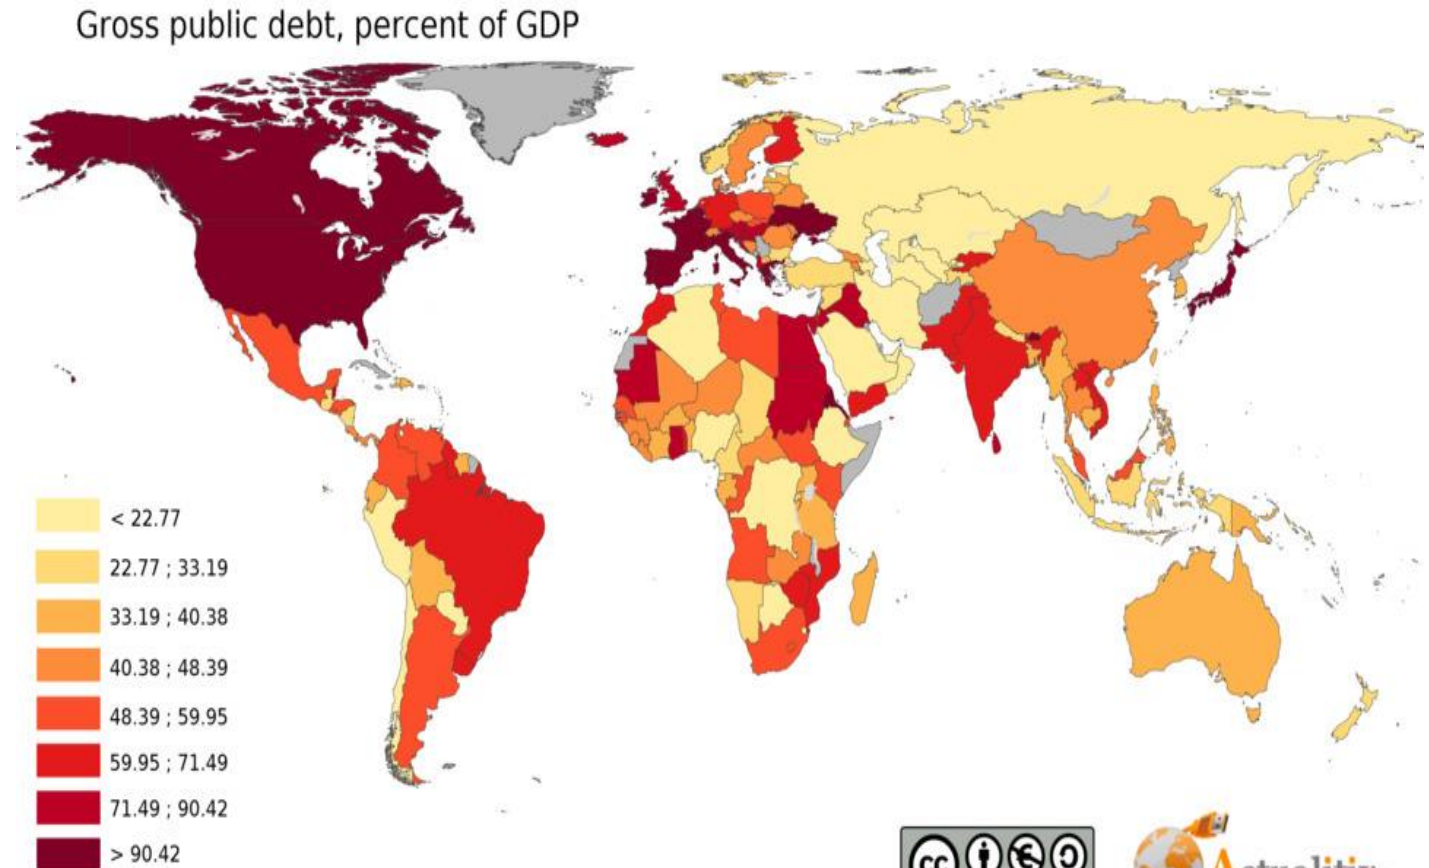 Gross public debt, percent of GDP
< 22.77
22.77 ; 33.19
33.19 ; 40.38
40.38 ; 48.39
48.39 ; 59.95
59.95 ; 71.49
71.49 ; 90.42
> 90.42
cc